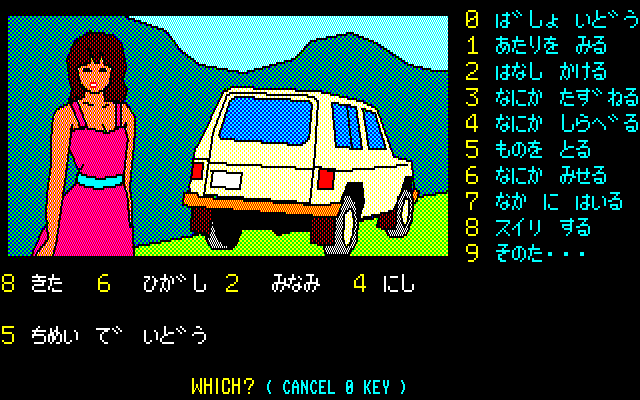 0 ばしょ いどう
1 あたりを みる
2 はなし かける
3 なにか たずねる
4 なにか しらべる
5 ものを とる
6 なにか みせる
7 なか に はいる
8 スイリ する
9 そのた・・・
8 きた 6 ひがし 2 みなみ 4 にし
5 ちめい で いどう
WHICH? ( CANCEL 0 KEY )